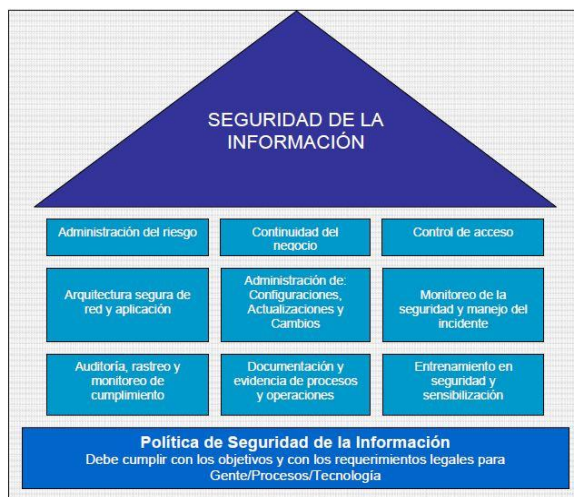 SEGURIDAD DE LA
INFORMACIÓN
Administración del riesgo
Continuidad del
negocio
Control de acceso
Arquitectura segura de
red y aplicación
Administración de:
Configuraciones,
Actualizaciones y
Cambios
Monitoreo de la
seguridad y manejo del
incidente
Auditoría, rastreo y
monitoreo de
cumplimiento
Documentación y
evidencia de procesos
y operaciones
Entrenamiento en
seguridad y
sensibilización
Política de Seguridad de la Información
Debe cumplir con los objetivos y con los requerimientos legales para
Gente/Procesos/Tecnología